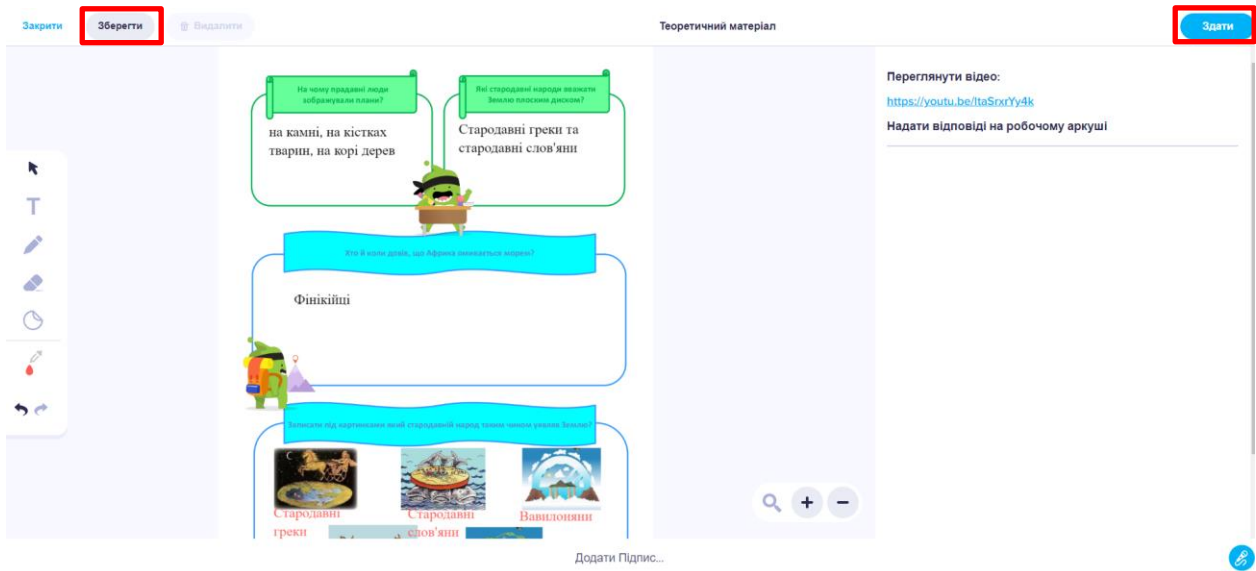 Закрити
Зберегти
Видалити
Теоретичний матеріал
Здати
На чому прадавні люди
зображували плани?
Які стародавні народи вважати
Землю плоским диском?
на камні, на кістках
тварин, на корі дерев
Стародавні греки та
стародавні слов'яни
Хто й коли довів, що Африка омивається морем?
Фінікійці
Записати під картинками який стародавній народ таким чином уявляв Землю?
Стародавні
греки
Стародавні
слов'яни
Вавилоняни
Переглянути відео:
https://youtu.be/ltaSrxrYy4k
Надати відповіді на робочому аркуші
T
Додати Підпис...